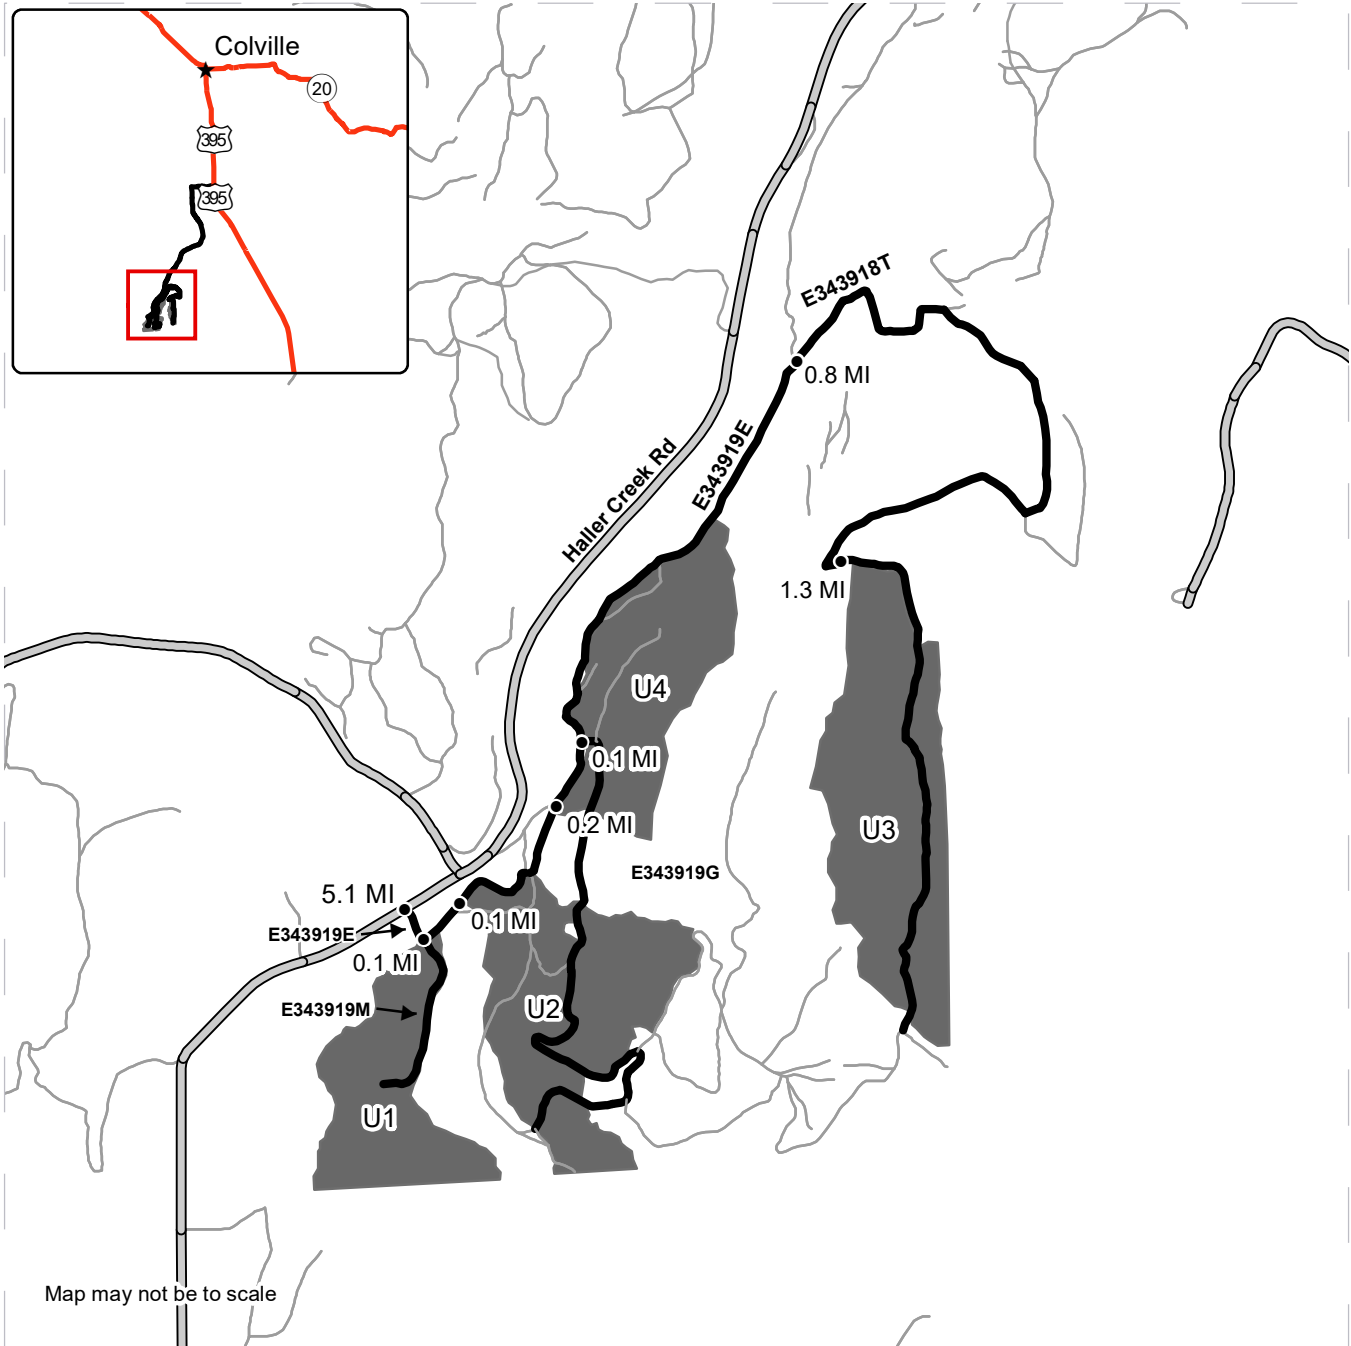 Colville
20
395
395
E343918T
0.8 MI
E343919E
Haller Creek Rd
1.3 MI
U4
0.1 MI
0.2 MI
U3
E343919G
5.1 MI
0.1 MI
E343919E
0.1 MI
E343919M
U2
U1
Map may not be to scale